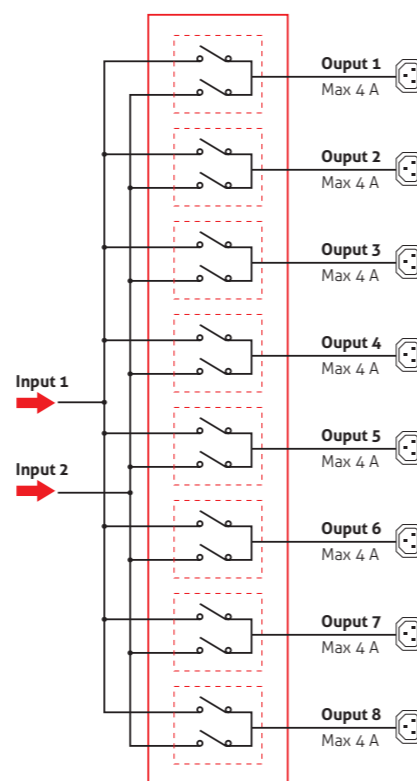 Ouput 1
Max 4 A
Ouput 2
Max 4 A
Ouput 3
Max 4 A
Ouput 4
Max 4 A
Input 1
Ouput 5
Max 4 A
Input 2
Ouput 6
Max 4 A
Ouput 7
Max 4 A
Ouput 8
Max 4 A